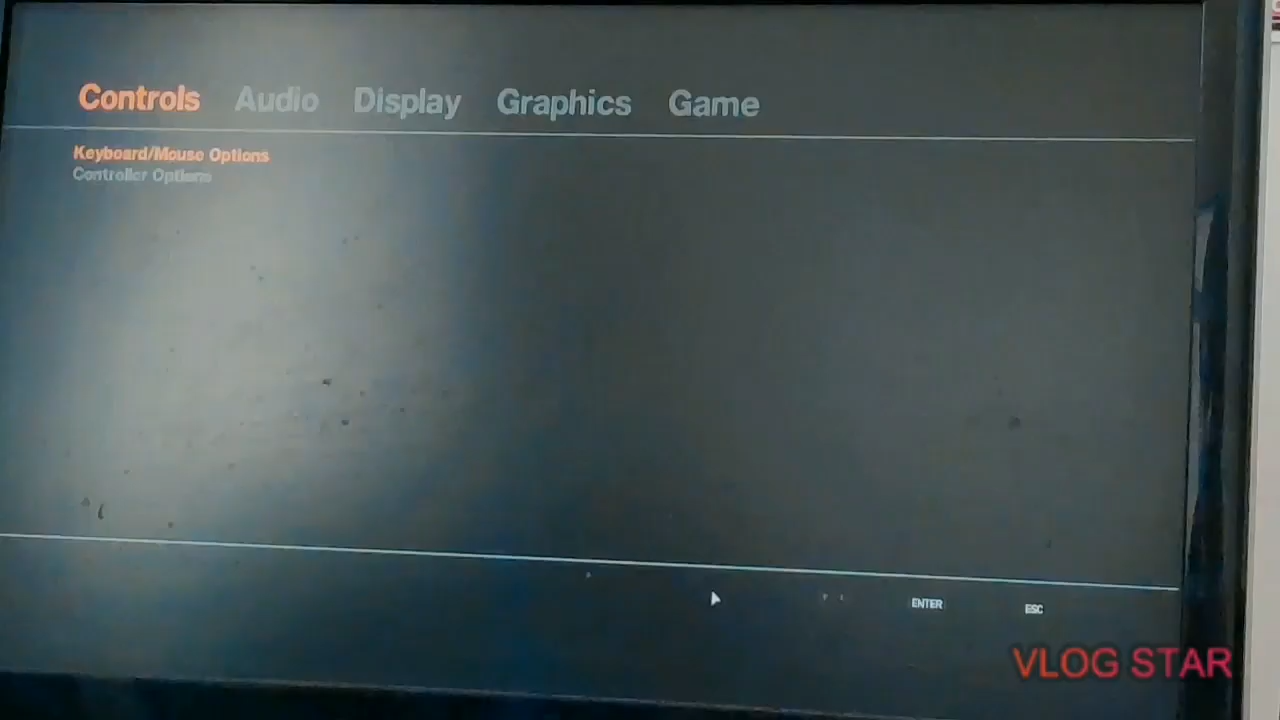 Controls Audio Display Graphics Game
Keyboard/Mouse Options
Controller Options
ENTER ESC
VLOG STAR